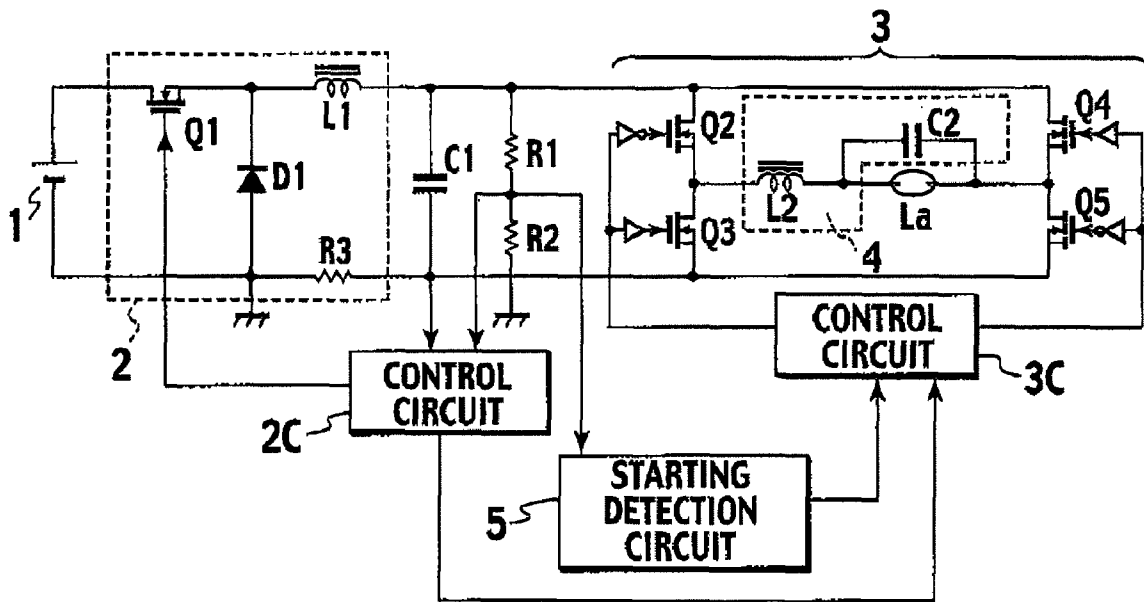 3
Q1
L1
Q2
C2
Q4
R1
C1
D1
1
R2
L2
La
Q3
Q5
4
R3
2
CONTROL
CIRCUIT
3C
CONTROL
CIRCUIT
2C
STARTING
DETECTION
CIRCUIT
5